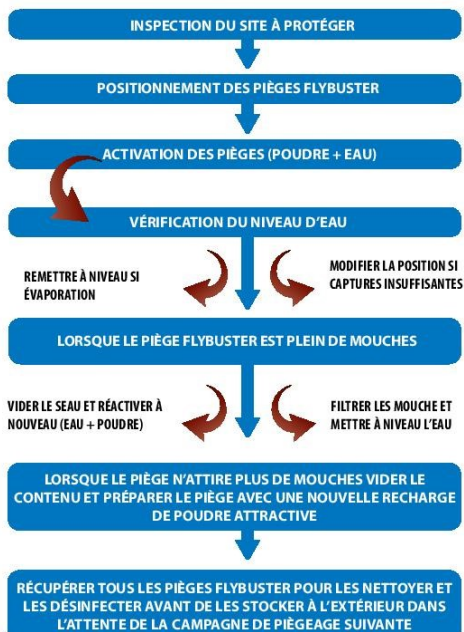 INSPECTION DU SITE À PROTÉGER
POSITIONNEMENT DES PIÈGES FLYBUSTER
ACTIVATION DES PIÈGES (POUDRE + EAU)
VÉRIFICATION DU NIVEAU D'EAU
REMETTRE À NIVEAU SI
ÉVAPORATION
MODIFIER LA POSITION SI
CAPTURES INSUFFISANTES
LORSQUE LE PIÈGE FLYBUSTER EST PLEIN DE MOUCHES
VIDER LE SEAU ET RÉACTIVER À
NOUVEAU (EAU + POUDRE)
FILTRER LES MOUCHE ET
METTRE À NIVEAU L'EAU
LORSQUE LE PIÈGE N'ATTIRE PLUS DE MOUCHES VIDER LE
CONTENU ET PRÉPARER LE PIÈGE AVEC UNE NOUVELLE RECHARGE
DE POUDRE ATTRACTIVE
RÉCUPÉRER TOUS LES PIÈGES FLYBUSTER POUR LES NETTOYER ET
LES DÉSINFECTER AVANT DE LES STOCKER À L'EXTÉRIEUR DANS
L'ATTENTE DE LA CAMPAGNE DE PIÈGEAGE SUIVANTE